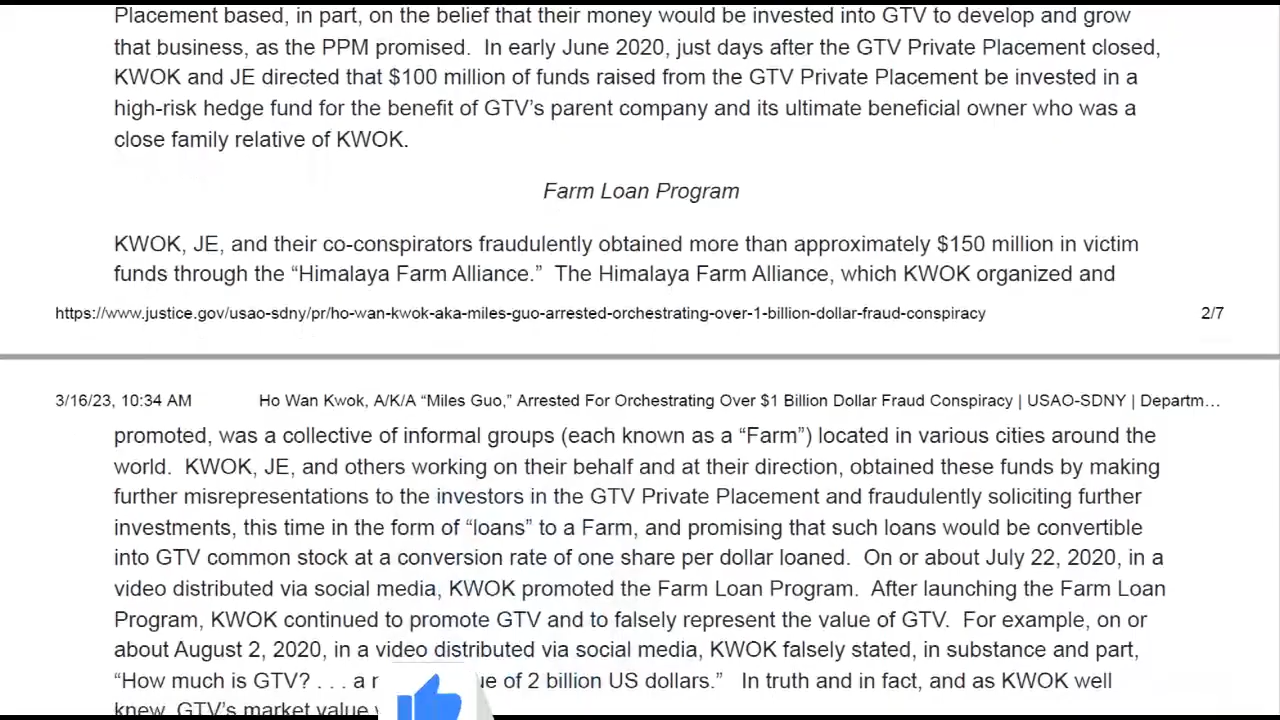 Placement based, in part, on the belief that their money would be invested into GTV to develop and grow
that business, as the PPM promised.  In early June 2020, just days after the GTV Private Placement closed,
KWOK and JE directed that $100 million of funds raised from the GTV Private Placement be invested in a
high-risk hedge fund for the benefit of GTV’s parent company and its ultimate beneficial owner who was a
close family relative of KWOK.
Farm Loan Program
KWOK, JE, and their co-conspirators fraudulently obtained more than approximately $150 million in victim
funds through the “Himalaya Farm Alliance.”  The Himalaya Farm Alliance, which KWOK organized and
https://www.justice.gov/usao-sdny/pr/ho-wan-kwok-aka-miles-guo-arrested-orchestrating-over-1-billion-dollar-fraud-conspiracy 2/7
3/16/23, 10:34 AM Ho Wan Kwok, A/K/A “Miles Guo,” Arrested For Orchestrating Over $1 Billion Dollar Fraud Conspiracy | USAO-SDNY | Departm…
promoted, was a collective of informal groups (each known as a “Farm”) located in various cities around the
world.  KWOK, JE, and others working on their behalf and at their direction, obtained these funds by making
further misrepresentations to the investors in the GTV Private Placement and fraudulently soliciting further
investments, this time in the form of “loans” to a Farm, and promising that such loans would be convertible
into GTV common stock at a conversion rate of one share per dollar loaned.  On or about July 22, 2020, in a
video distributed via social media, KWOK promoted the Farm Loan Program.  After launching the Farm Loan
Program, KWOK continued to promote GTV and to falsely represent the value of GTV.  For example, on or
about August 2, 2020, in a video distributed via social media, KWOK falsely stated, in substance and part,
“How much is GTV? . . . a of 2 billion US dollars.”  In truth and in fact, and as KWOK well
knew, GTV’s market value